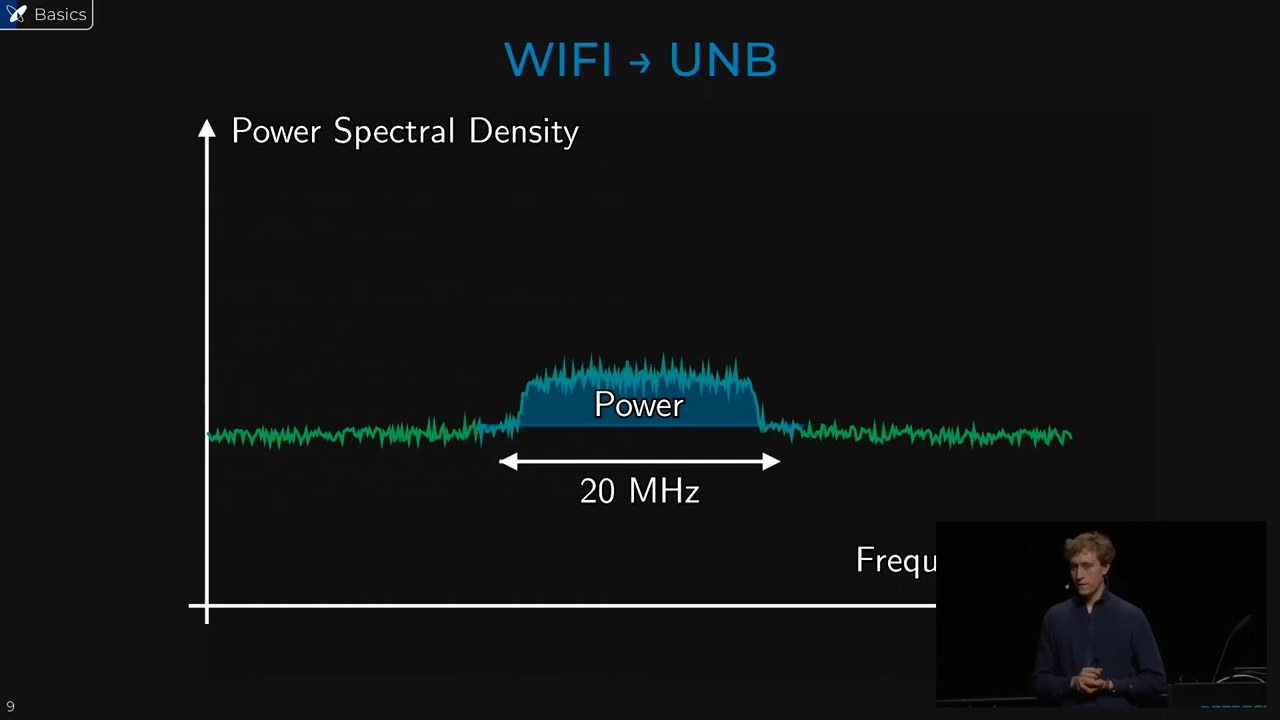 Basics
WIFI → UNB
Power Spectral Density
Power
20 MHz
Frequ
9